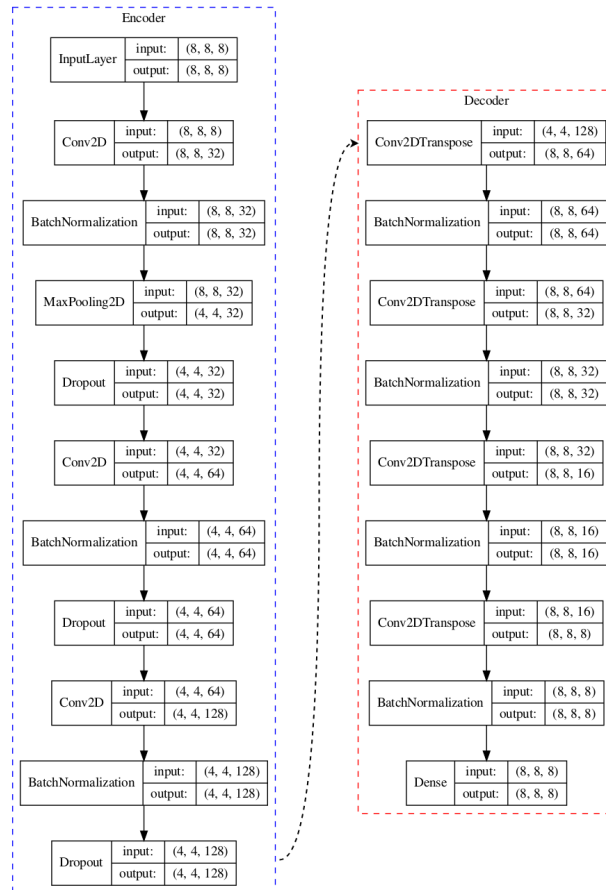 Encoder
InputLayer
input: (8, 8, 8)
output: (8, 8, 8)
Conv2D
input: (8, 8, 8)
output: (8, 8, 32)
BatchNormalization
input: (8, 8, 32)
output: (8, 8, 32)
MaxPooling2D
input: (8, 8, 32)
output: (4, 4, 32)
Dropout
input: (4, 4, 32)
output: (4, 4, 32)
Conv2D
input: (4, 4, 32)
output: (4, 4, 64)
BatchNormalization
input: (4, 4, 64)
output: (4, 4, 64)
Dropout
input: (4, 4, 64)
output: (4, 4, 64)
Conv2D
input: (4, 4, 64)
output: (4, 4, 128)
BatchNormalization
input: (4, 4, 128)
output: (4, 4, 128)
Dropout
input: (4, 4, 128)
output: (4, 4, 128)
Decoder
Conv2DTranspose
input: (4, 4, 128)
output: (8, 8, 64)
BatchNormalization
input: (8, 8, 64)
output: (8, 8, 64)
Conv2DTranspose
input: (8, 8, 64)
output: (8, 8, 32)
BatchNormalization
input: (8, 8, 32)
output: (8, 8, 32)
Conv2DTranspose
input: (8, 8, 32)
output: (8, 8, 16)
BatchNormalization
input: (8, 8, 16)
output: (8, 8, 16)
Conv2DTranspose
input: (8, 8, 16)
output: (8, 8, 8)
BatchNormalization
input: (8, 8, 8)
output: (8, 8, 8)
Dense
input: (8, 8, 8)
output: (8, 8, 8)